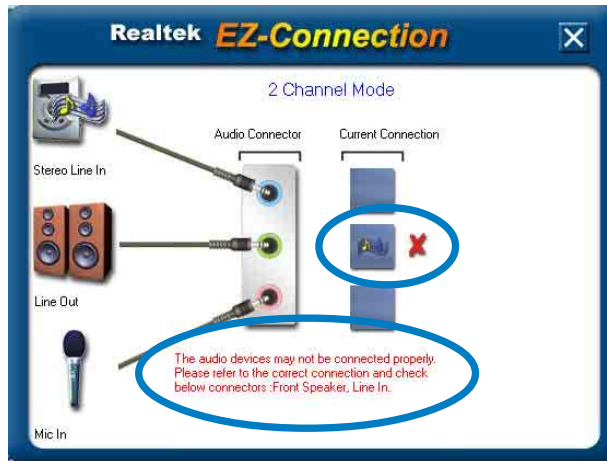 Realtek EZ-Connection
2 Channel Mode
Audio Connector
Current Connection
Stereo Line In
Line Out
The audio devices may not be connected properly.
Please refer to the correct connection and check
below connectors :Front Speaker, Line In.
Mic In